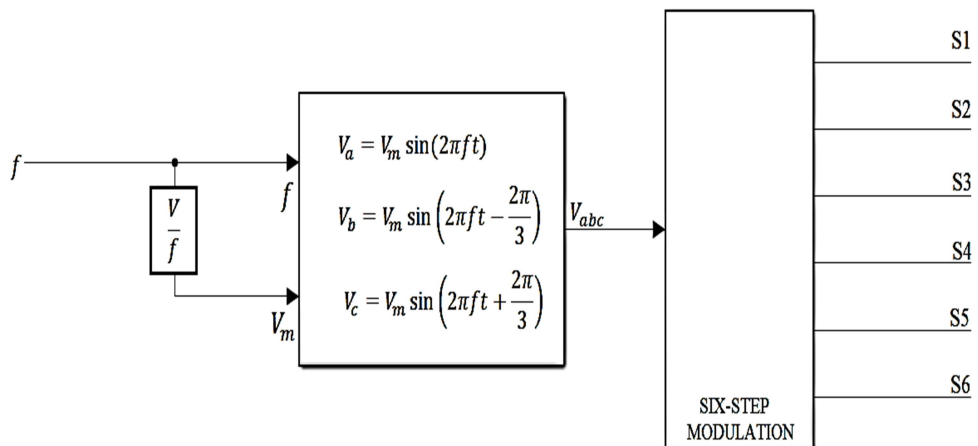 f
V/f
f
V_m
V_a = V_m sin(2πft)
V_b = V_m sin(2πft − 2π/3)
V_c = V_m sin(2πft + 2π/3)
V_abc
S1
S2
S3
S4
S5
S6
SIX-STEP
MODULATION